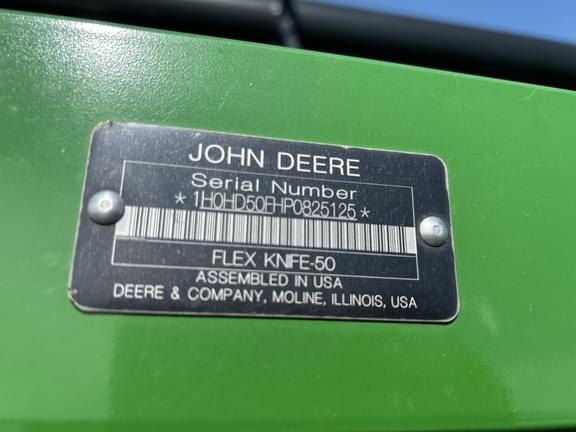 JOHN DEERE
Serial Number
*1H0HD50FHP0825125*
FLEX KNIFE-50
ASSEMBLED IN USA
DEERE & COMPANY, MOLINE, ILLINOIS, USA